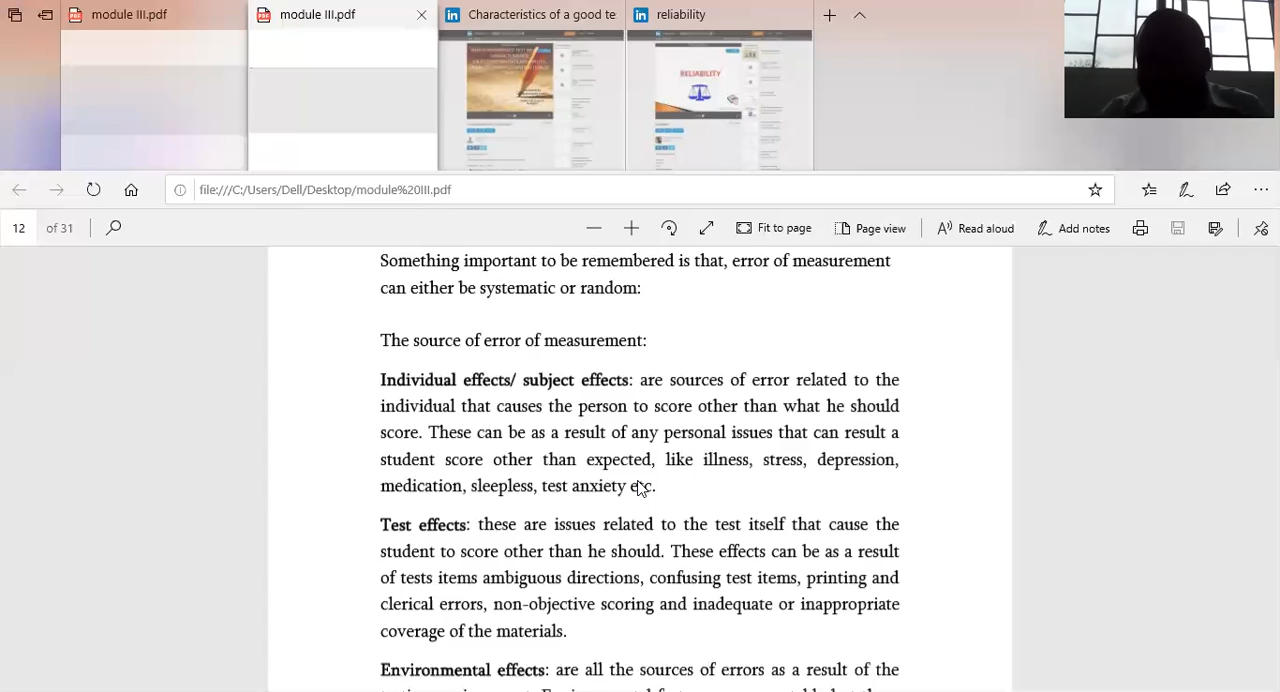 module III.pdf
module III.pdf
Characteristics of a good te
reliability
RELIABILITY
file:///C:/Users/Dell/Desktop/module%20III.pdf
12 of 31
Fit to page
Page view
Read aloud
Add notes
Something important to be remembered is that, error of measurement
can either be systematic or random:
The source of error of measurement:
Individual effects/ subject effects: are sources of error related to the
individual that causes the person to score other than what he should
score. These can be as a result of any personal issues that can result a
student score other than expected, like illness, stress, depression,
medication, sleepless, test anxiety etc.
Test effects: these are issues related to the test itself that cause the
student to score other than he should. These effects can be as a result
of tests items ambiguous directions, confusing test items, printing and
clerical errors, non-objective scoring and inadequate or inappropriate
coverage of the materials.
Environmental effects: are all the sources of errors as a result of the